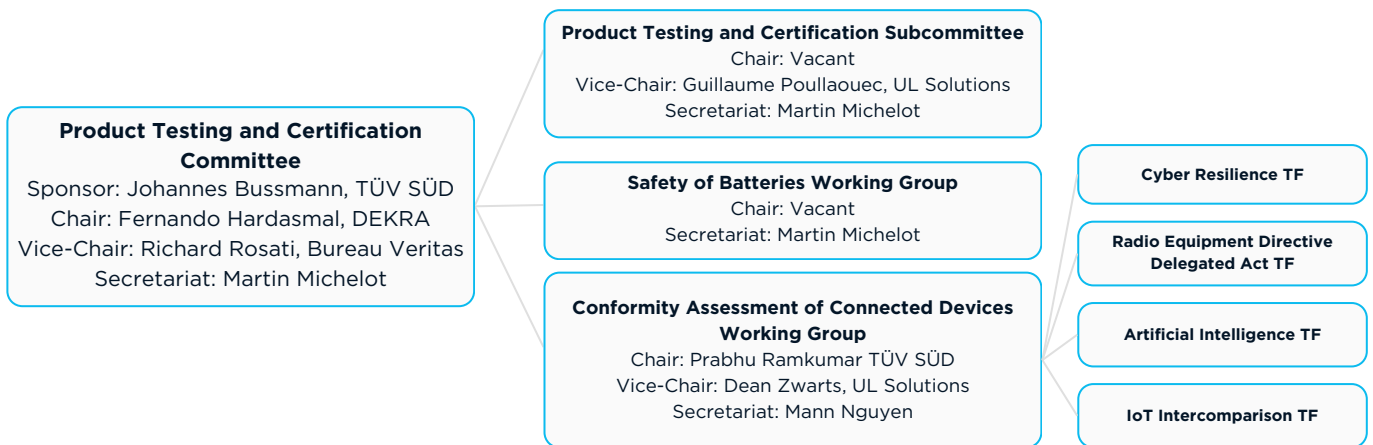 Product Testing and Certification
Committee
Sponsor: Johannes Bussmann, TÜV SÜD
Chair: Fernando Hardasmal, DEKRA
Vice-Chair: Richard Rosati, Bureau Veritas
Secretariat: Martin Michelot
Product Testing and Certification Subcommittee
Chair: Vacant
Vice-Chair: Guillaume Poullaouec, UL Solutions
Secretariat: Martin Michelot
Safety of Batteries Working Group
Chair: Vacant
Secretariat: Martin Michelot
Conformity Assessment of Connected Devices
Working Group
Chair: Prabhu Ramkumar TÜV SÜD
Vice-Chair: Dean Zwarts, UL Solutions
Secretariat: Mann Nguyen
Cyber Resilience TF
Radio Equipment Directive
Delegated Act TF
Artificial Intelligence TF
IoT Intercomparison TF